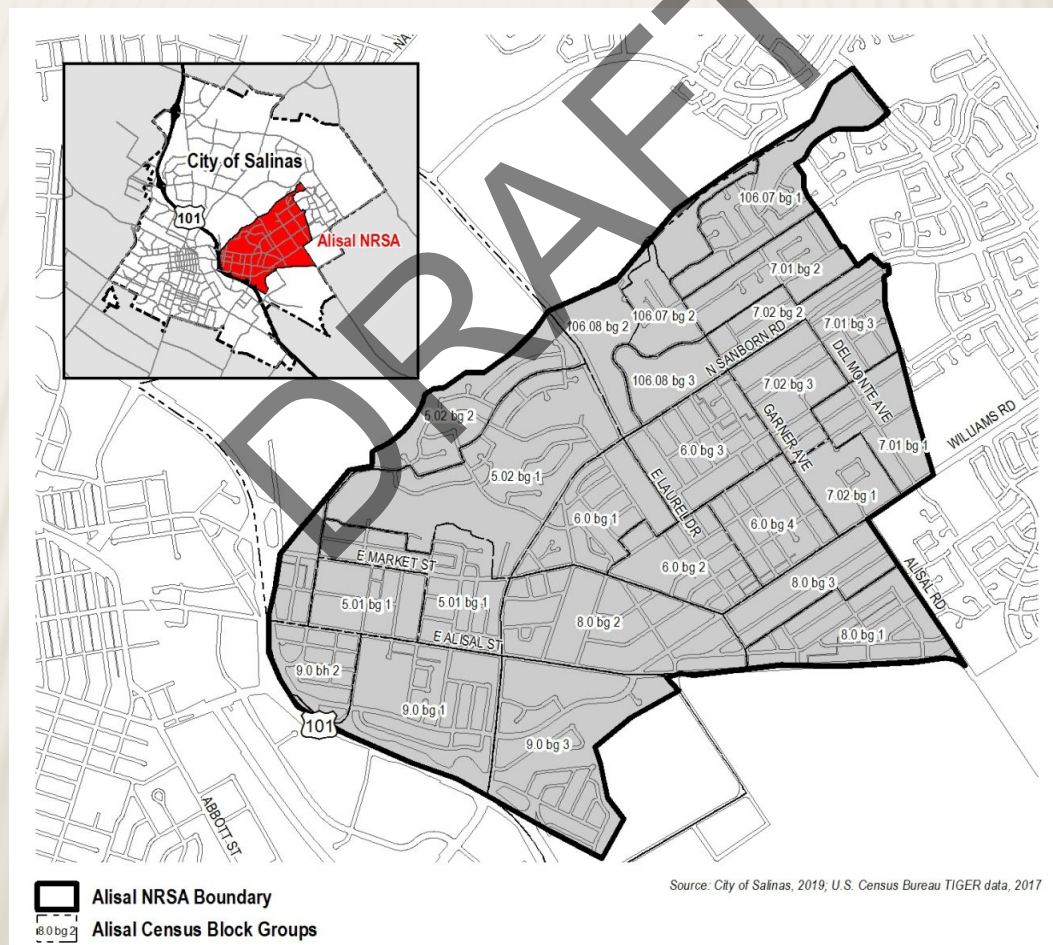 NA
DRAFT
City of Salinas
101
Alisal NRSA
106.07 bg 1
7.01 bg 2
106.08 bg 2
106.07 bg 2
7.02 bg 2
7.01 bg 3
N SANBORN RD
DEL MONTE AVE
106.08 bg 3
7.02 bg 3
5.02 bg 2
GARNER AVE
WILLIAMS RD
6.0 bg 3
7.01 bg 1
5.02 bg 1
E LAUREL DR
7.02 bg 1
6.0 bg 1
6.0 bg 4
E MARKET ST
6.0 bg 2
ALISAL RD
8.0 bg 3
5.01 bg 1
5.01 bg 1
8.0 bg 2
E ALISAL ST
8.0 bg 1
9.0 bh 2
9.0 bg 1
101
9.0 bg 3
ABBOTT ST
Source: City of Salinas, 2019; U.S. Census Bureau TIGER data, 2017
Alisal NRSA Boundary
8.0 bg 2
Alisal Census Block Groups